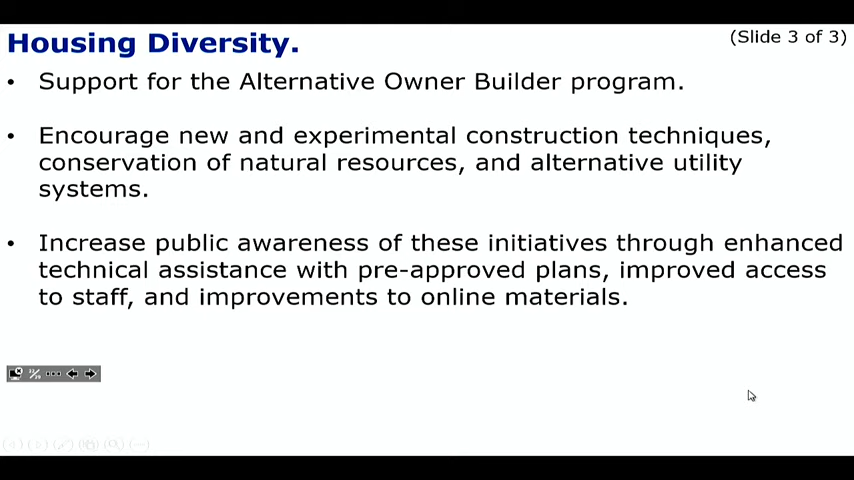 Housing Diversity.
(Slide 3 of 3)
• Support for the Alternative Owner Builder program.
• Encourage new and experimental construction techniques,
conservation of natural resources, and alternative utility
systems.
• Increase public awareness of these initiatives through enhanced
technical assistance with pre-approved plans, improved access
to staff, and improvements to online materials.